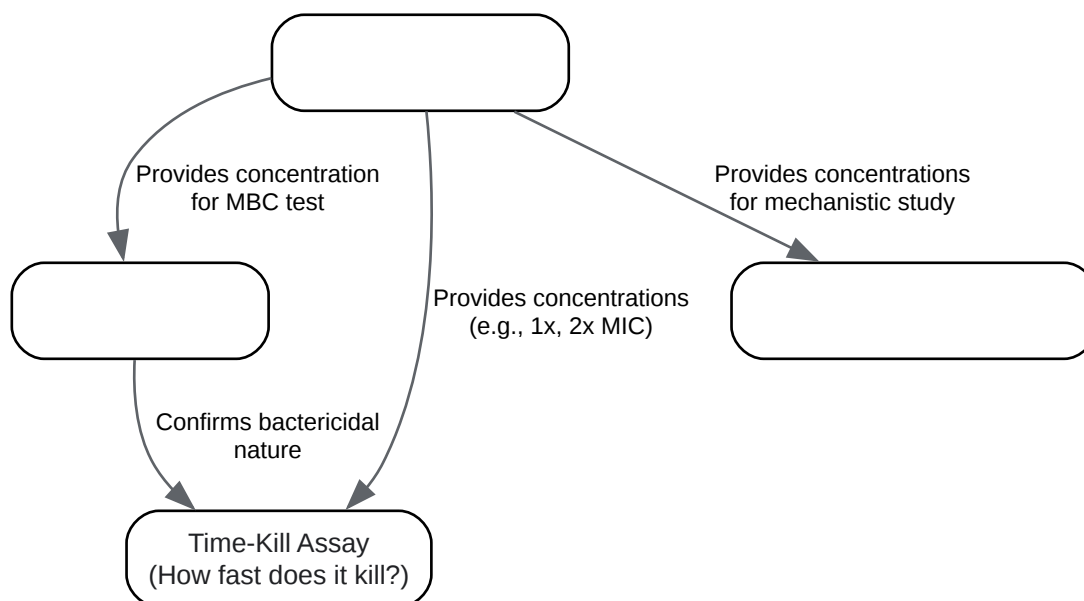 Provides concentration
for MBC test
Provides concentrations
for mechanistic study
Provides concentrations
(e.g., 1x, 2x MIC)
Confirms bactericidal
nature
Time-Kill Assay
(How fast does it kill?)